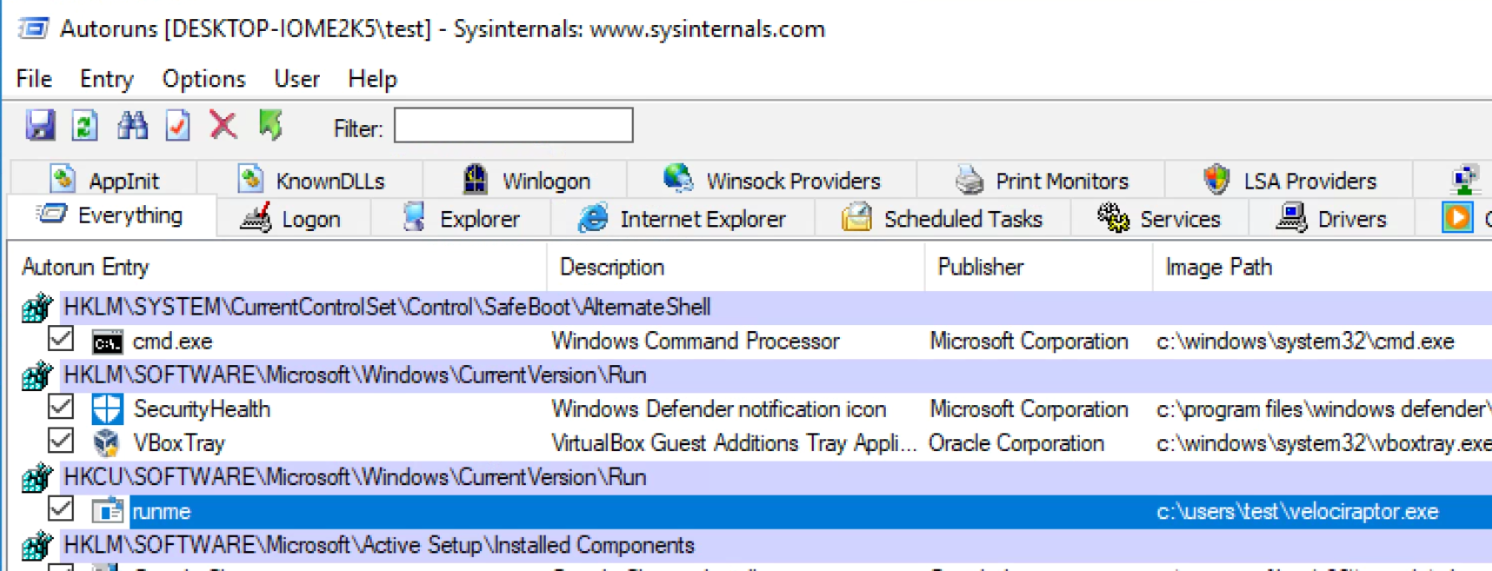 Autoruns [DESKTOP-IOME2K5\test] - Sysinternals: www.sysinternals.com
File Entry Options User Help
Filter:
AppInit KnownDLLs Winlogon Winsock Providers Print Monitors LSA Providers
Everything Logon Explorer Internet Explorer Scheduled Tasks Services Drivers
Autorun Entry Description Publisher Image Path
HKLM\SYSTEM\CurrentControlSet\Control\SafeBoot\AlternateShell
cmd.exe Windows Command Processor Microsoft Corporation c:\windows\system32\cmd.exe
HKLM\SOFTWARE\Microsoft\Windows\CurrentVersion\Run
SecurityHealth Windows Defender notification icon Microsoft Corporation c:\program files\windows defender\
VBoxTray VirtualBox Guest Additions Tray Appli... Oracle Corporation c:\windows\system32\vboxtray.exe
HKCU\SOFTWARE\Microsoft\Windows\CurrentVersion\Run
runme c:\users\test\velociraptor.exe
HKLM\SOFTWARE\Microsoft\Active Setup\Installed Components